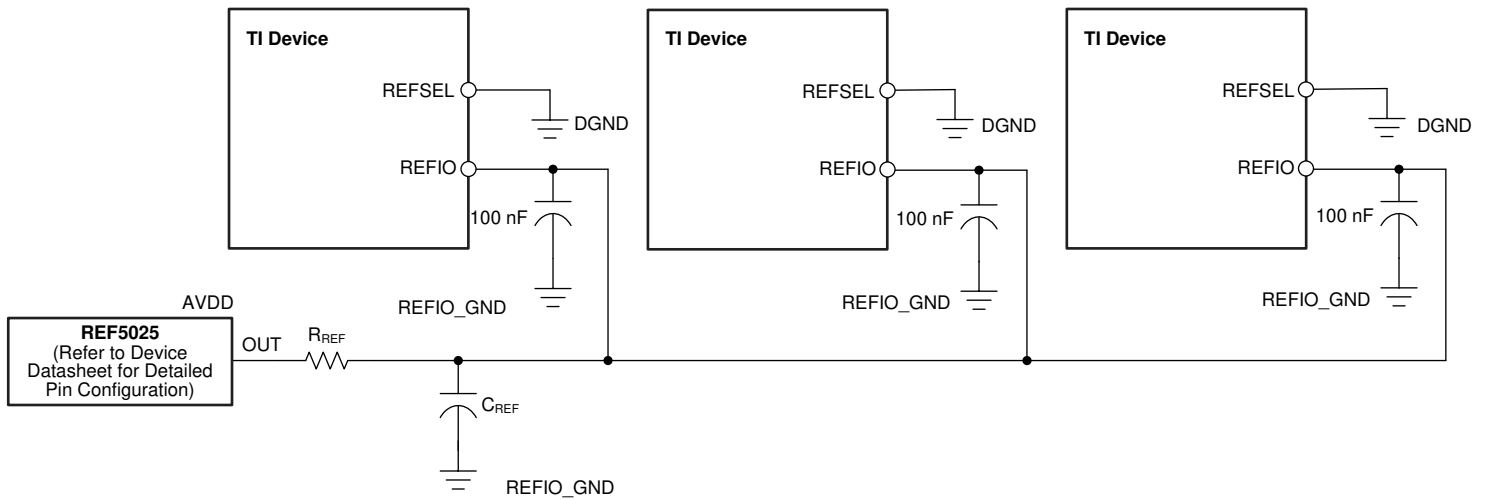 TI Device
REFSEL
DGND
REFIO
100 nF
REFIO_GND
TI Device
REFSEL
DGND
REFIO
100 nF
REFIO_GND
TI Device
REFSEL
DGND
REFIO
100 nF
REFIO_GND
AVDD
REF5025
(Refer to Device
Datasheet for Detailed
Pin Configuration)
OUT
RREF
CREF
REFIO_GND